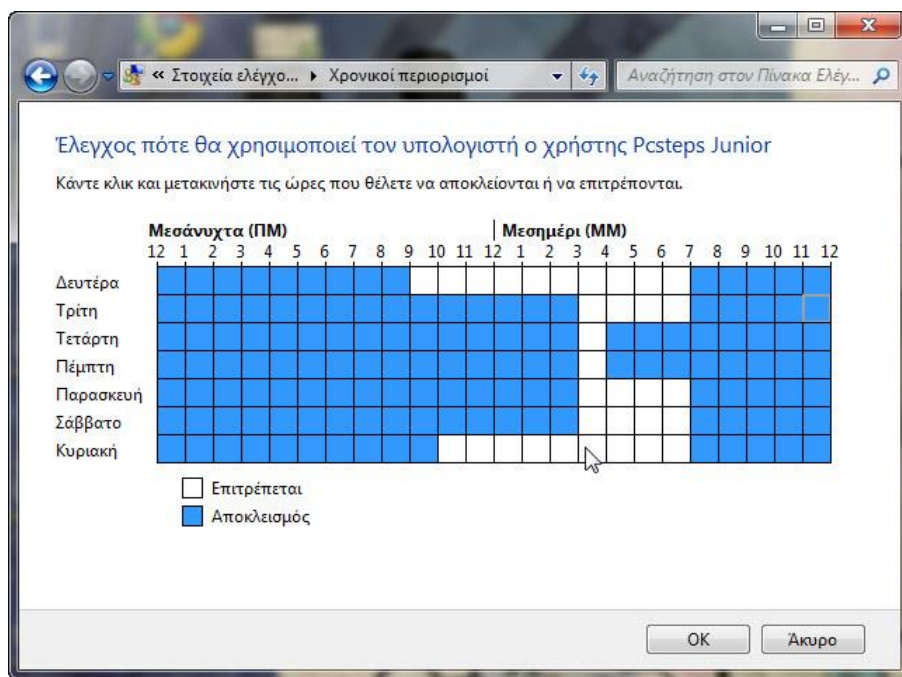 « Στοιχεία ελέγχο... ▸ Χρονικοί περιορισμοί
Αναζήτηση στον Πίνακα Ελέγ...
Έλεγχος πότε θα χρησιμοποιεί τον υπολογιστή ο χρήστης Pcsteps Junior
Κάντε κλικ και μετακινήστε τις ώρες που θέλετε να αποκλείονται ή να επιτρέπονται.
Μεσάνυχτα (ΠΜ) Μεσημέρι (ΜΜ)
12 1 2 3 4 5 6 7 8 9 10 11 12 1 2 3 4 5 6 7 8 9 10 11 12
Δευτέρα
Τρίτη
Τετάρτη
Πέμπτη
Παρασκευή
Σάββατο
Κυριακή
Επιτρέπεται
Αποκλεισμός
OK Άκυρο